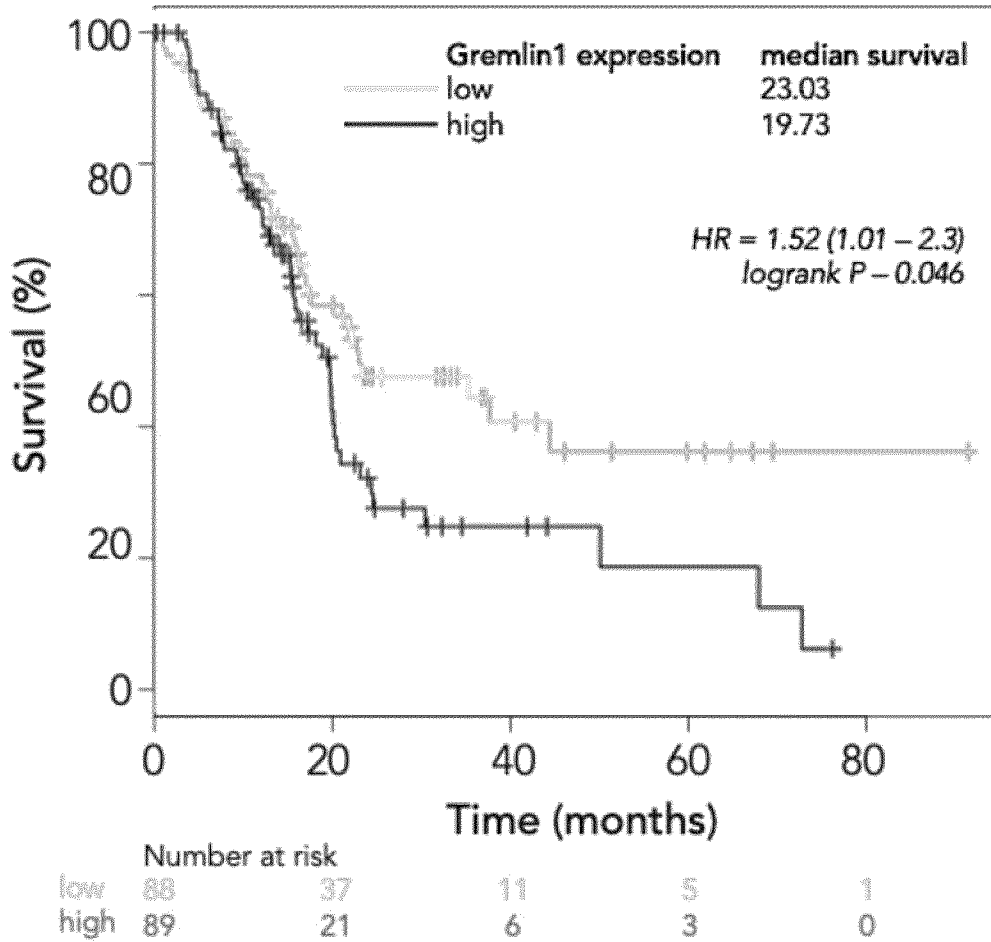 100
80
60
20
0
Survival (%)
Gremlin1 expression median survival
low 23.03
high 19.73
HR = 1.52 (1.01 – 2.3)
logrank P – 0.046
0 20 40 60 80
Time (months)
Number at risk
low 88 37 11 5 1
high 89 21 6 3 0